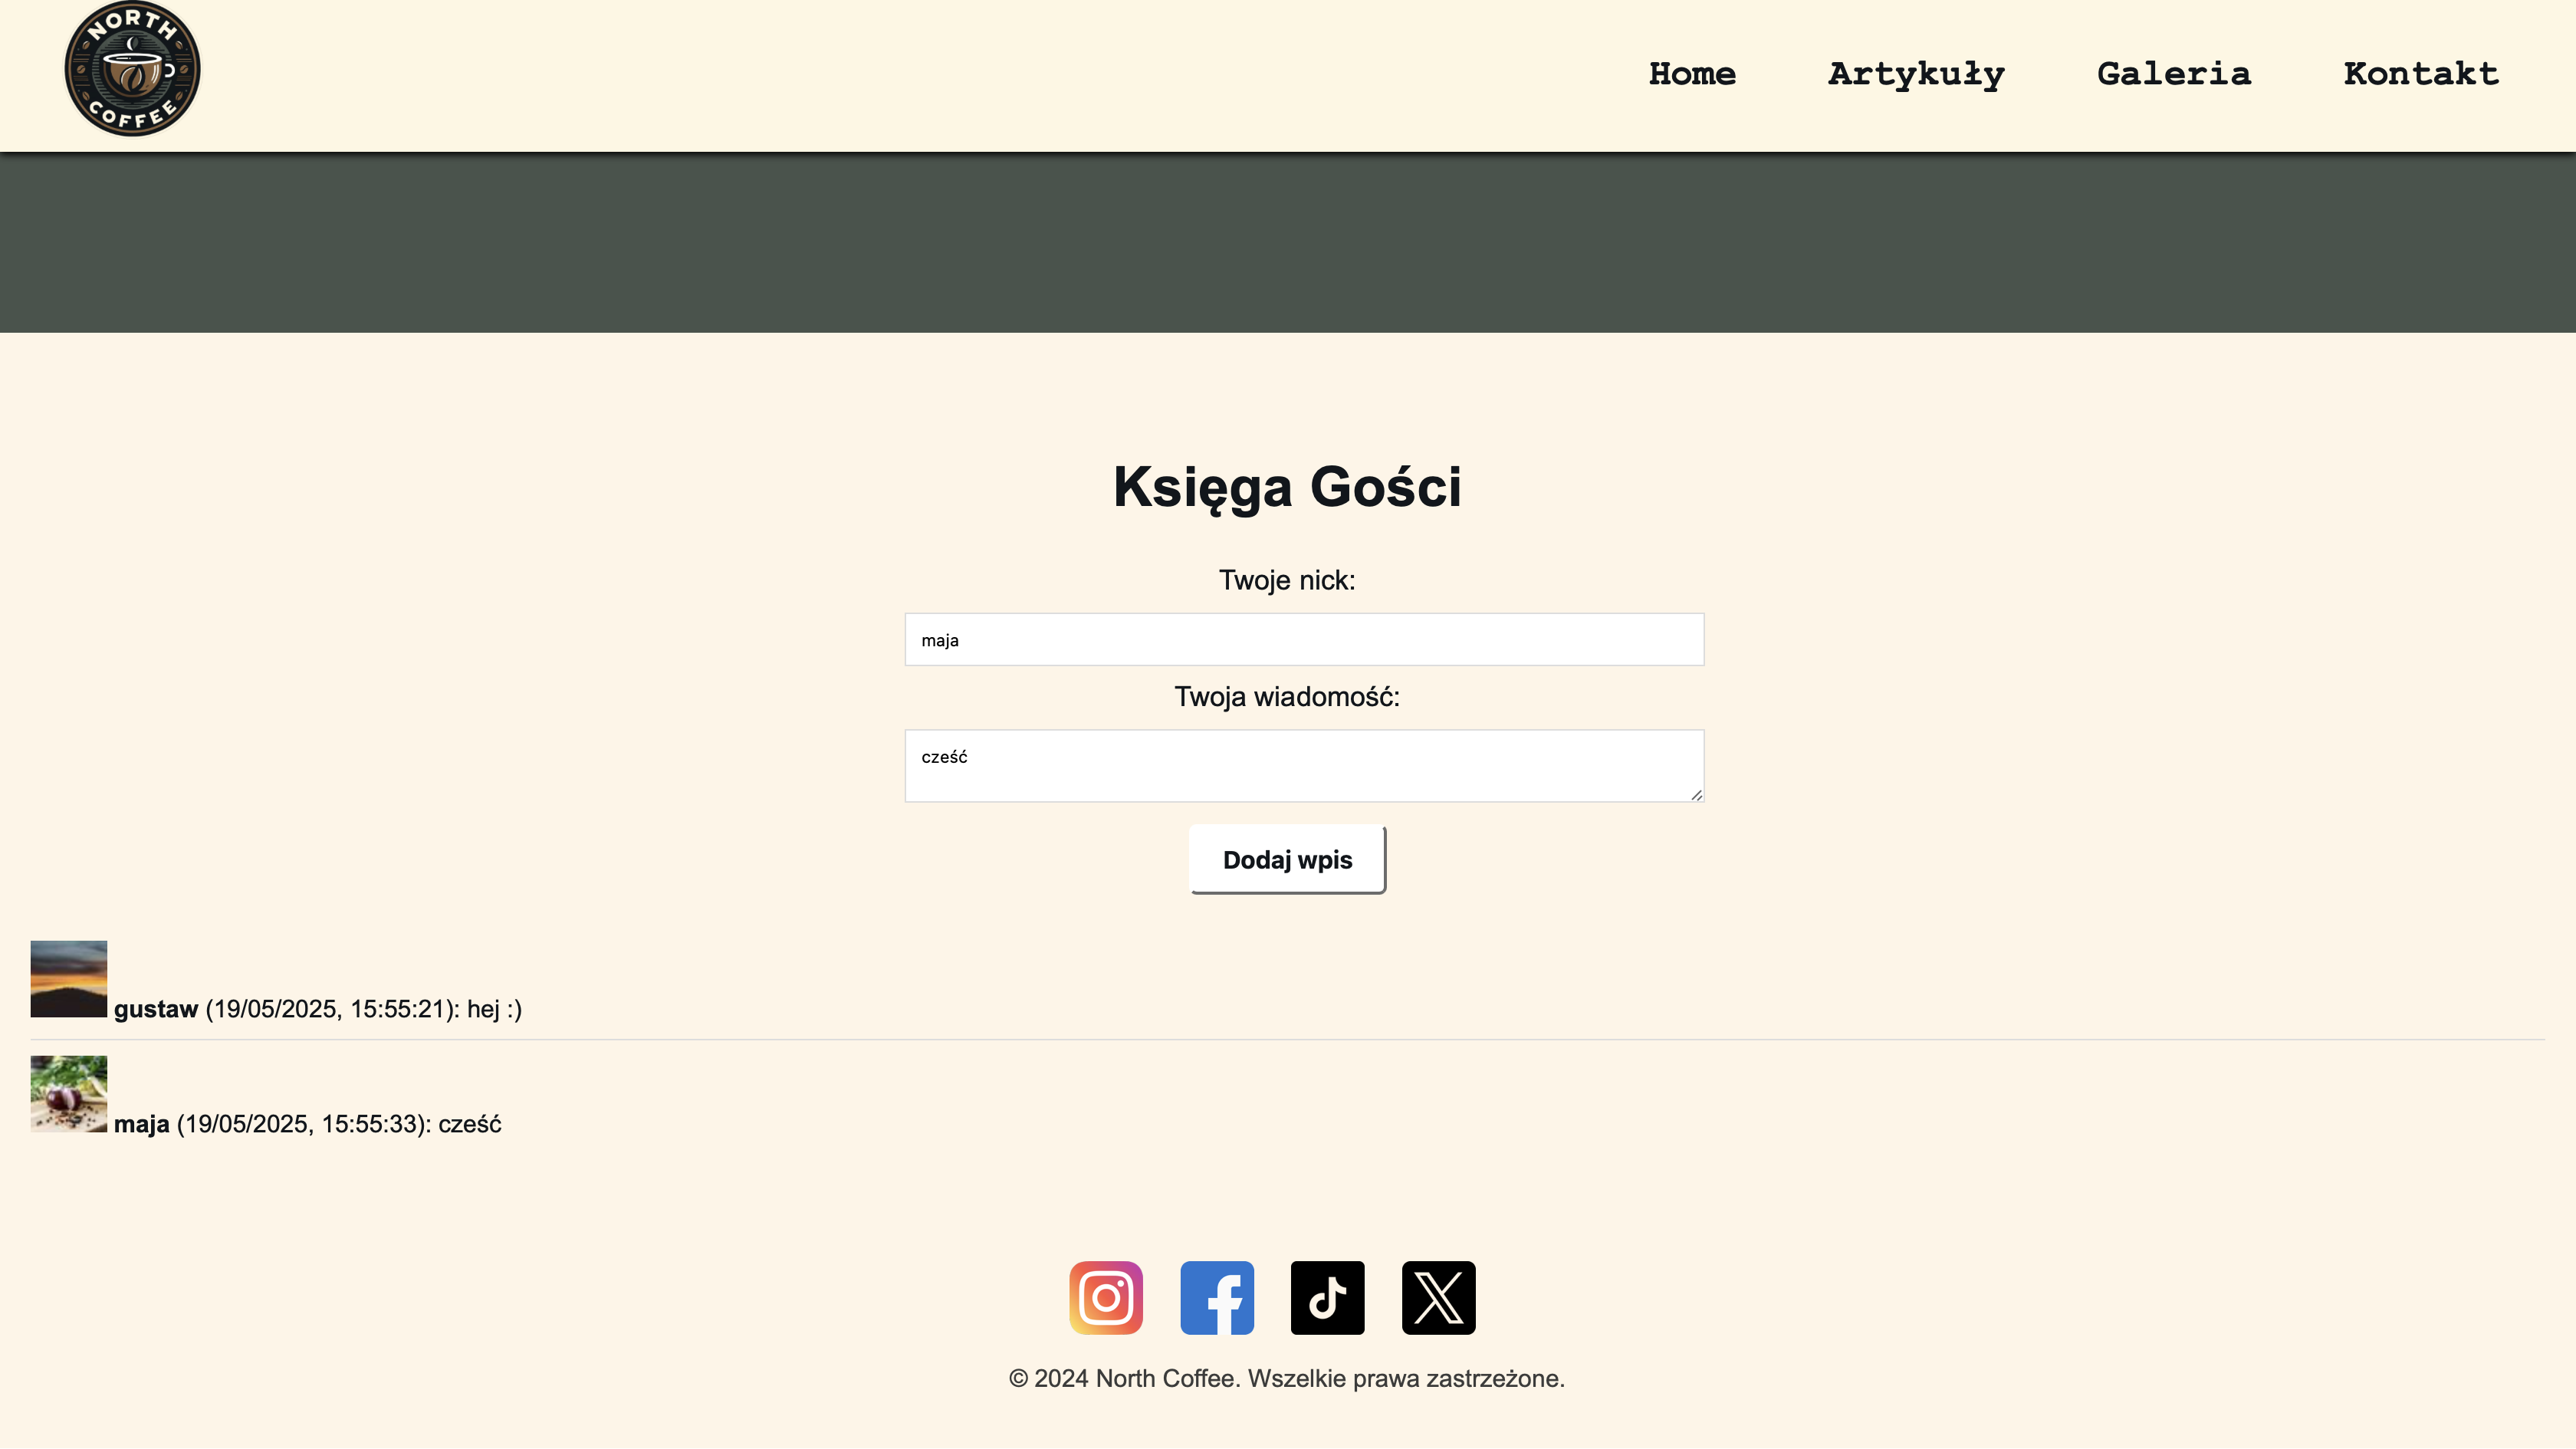 NORTH
COFFEE
Home Artykuły Galeria Kontakt
Księga Gości
Twoje nick:
maja
Twoja wiadomość:
cześć
Dodaj wpis
gustaw (19/05/2025, 15:55:21): hej :)
maja (19/05/2025, 15:55:33): cześć
© 2024 North Coffee. Wszelkie prawa zastrzeżone.